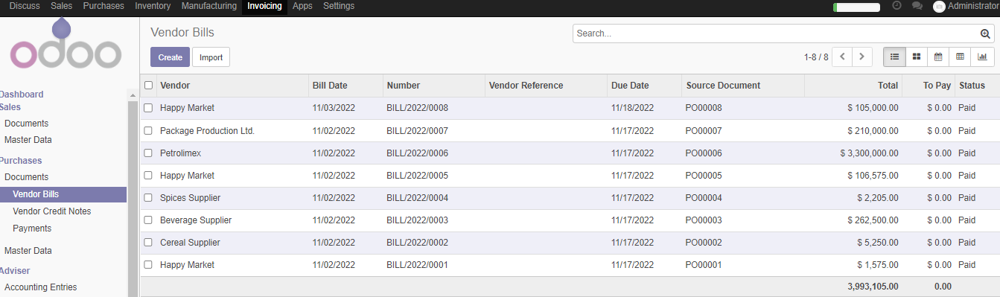 Discuss Sales Purchases Inventory Manufacturing Invoicing Apps Settings Administrator
odoo
Vendor Bills
Search...
Create Import
1-8 / 8
Dashboard
Sales
Documents
Master Data
Purchases
Documents
Vendor Bills
Vendor Credit Notes
Payments
Master Data
Adviser
Accounting Entries
Vendor Bill Date Number Vendor Reference Due Date Source Document Total To Pay Status
Happy Market 11/03/2022 BILL/2022/0008 11/18/2022 PO00008 $ 105,000.00 $ 0.00 Paid
Package Production Ltd. 11/02/2022 BILL/2022/0007 11/17/2022 PO00007 $ 210,000.00 $ 0.00 Paid
Petrolimex 11/02/2022 BILL/2022/0006 11/17/2022 PO00006 $ 3,300,000.00 $ 0.00 Paid
Happy Market 11/02/2022 BILL/2022/0005 11/17/2022 PO00005 $ 106,575.00 $ 0.00 Paid
Spices Supplier 11/02/2022 BILL/2022/0004 11/17/2022 PO00004 $ 2,205.00 $ 0.00 Paid
Beverage Supplier 11/02/2022 BILL/2022/0003 11/17/2022 PO00003 $ 262,500.00 $ 0.00 Paid
Cereal Supplier 11/02/2022 BILL/2022/0002 11/17/2022 PO00002 $ 5,250.00 $ 0.00 Paid
Happy Market 11/02/2022 BILL/2022/0001 11/17/2022 PO00001 $ 1,575.00 $ 0.00 Paid
3,993,105.00 0.00